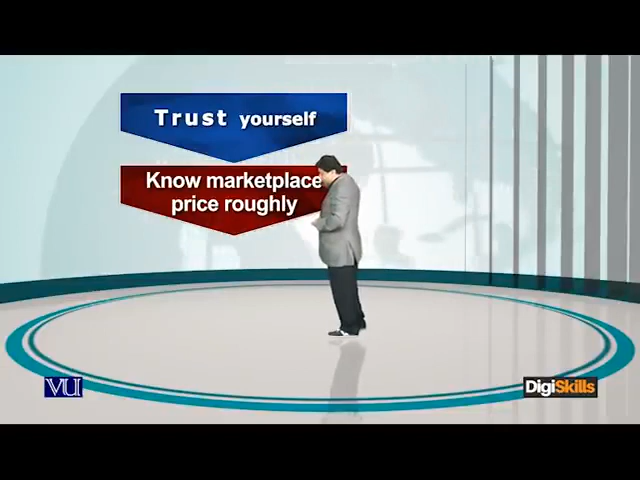 Trust yourself
Know marketplace
price roughly
VU
DigiSkills